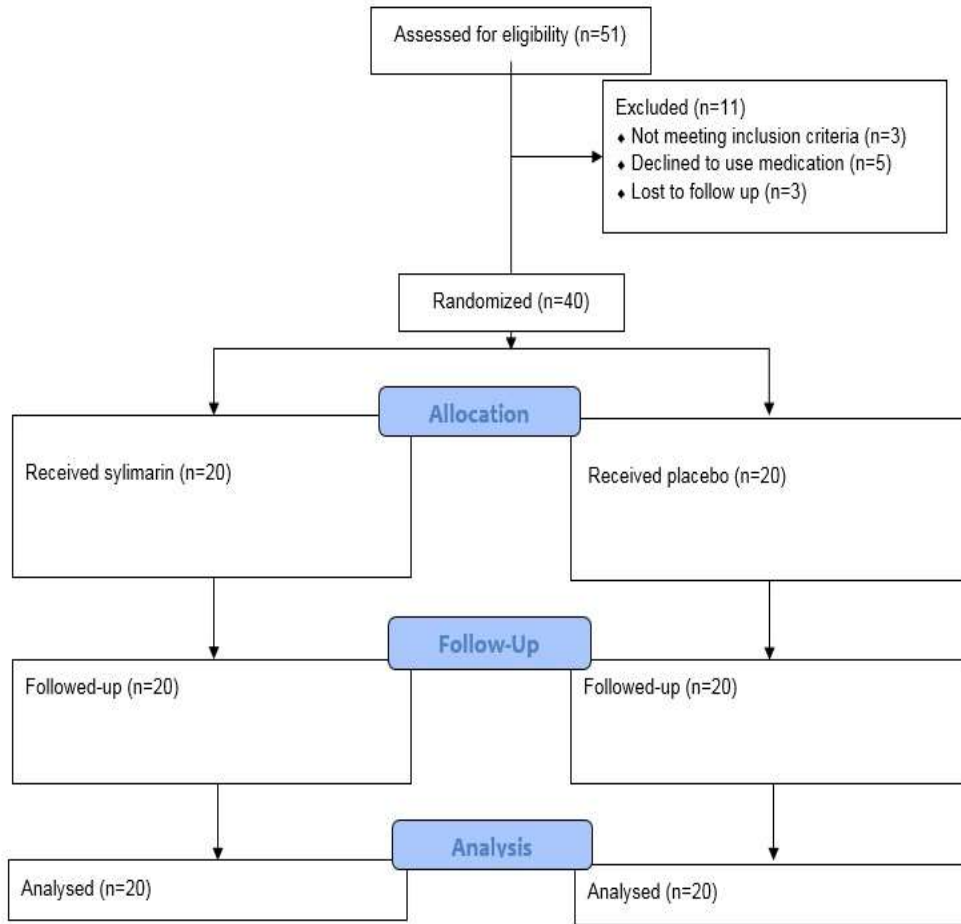 Assessed for eligibility (n=51)
Excluded (n=11)
♦ Not meeting inclusion criteria (n=3)
♦ Declined to use medication (n=5)
♦ Lost to follow up (n=3)
Randomized (n=40)
Allocation
Received sylimarin (n=20)
Received placebo (n=20)
Follow-Up
Followed-up (n=20)
Followed-up (n=20)
Analysis
Analysed (n=20)
Analysed (n=20)